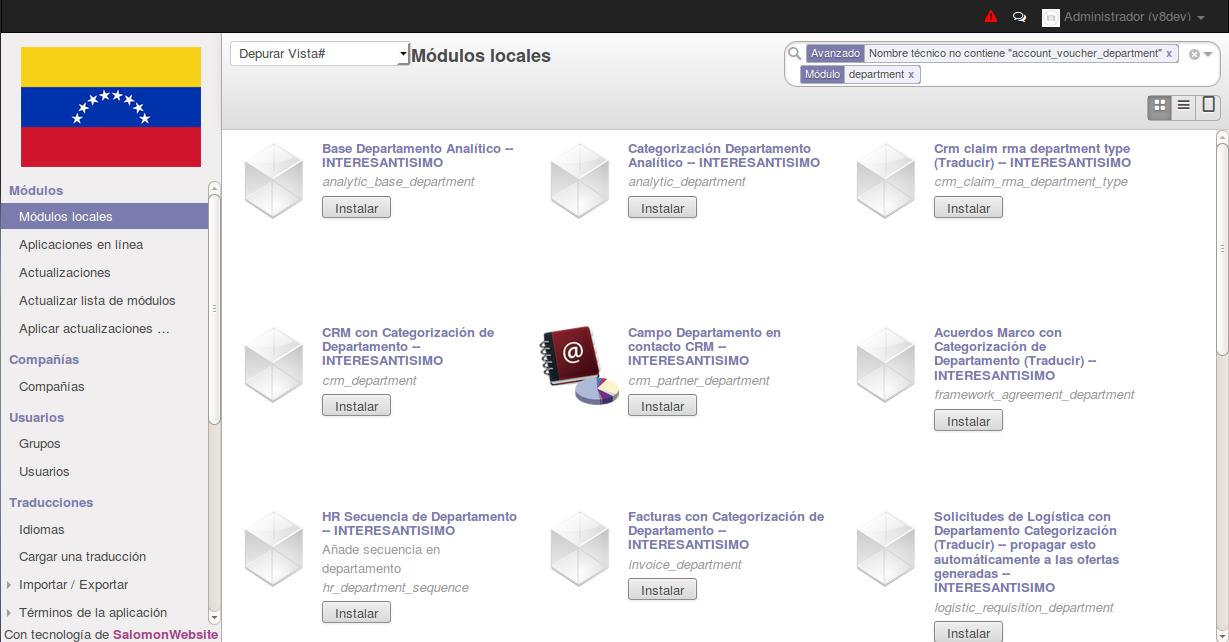 Administrador (v8dev)
Depurar Vista#
Módulos locales
Avanzado Nombre técnico no contiene "account_voucher_department" x
Módulo department x
Módulos
Módulos locales
Aplicaciones en línea
Actualizaciones
Actualizar lista de módulos
Aplicar actualizaciones ...
Compañías
Compañías
Usuarios
Grupos
Usuarios
Traducciones
Idiomas
Cargar una traducción
Importar / Exportar
Términos de la aplicación
Con tecnología de SalomonWebsite
Base Departamento Analítico --
INTERESANTISIMO
analytic_base_department
Instalar
Categorización Departamento
Analítico -- INTERESANTISIMO
analytic_department
Instalar
Crm claim rma department type
(Traducir) -- INTERESANTISIMO
crm_claim_rma_department_type
Instalar
CRM con Categorización de
Departamento --
INTERESANTISIMO
crm_department
Instalar
@
Campo Departamento en
contacto CRM --
INTERESANTISIMO
crm_partner_department
Instalar
Acuerdos Marco con
Categorización de
Departamento (Traducir) --
INTERESANTISIMO
framework_agreement_department
Instalar
HR Secuencia de Departamento
-- INTERESANTISIMO
Añade secuencia en
departamento
hr_department_sequence
Instalar
Facturas con Categorización de
Departamento --
INTERESANTISIMO
invoice_department
Instalar
Solicitudes de Logística con
Departamento Categorización
(Traducir) -- propagar esto
automáticamente a las ofertas
generadas --
INTERESANTISIMO
logistic_requisition_department
Instalar